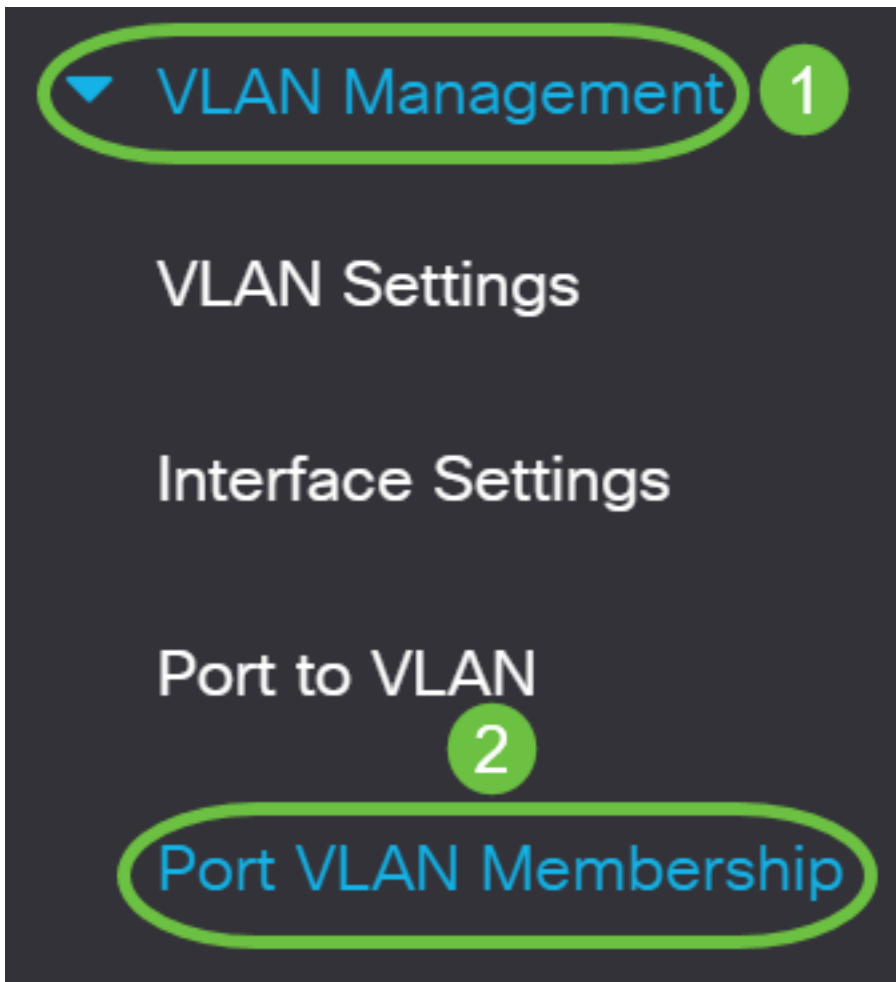 VLAN Management 1
VLAN Settings
Interface Settings
Port to VLAN
2
Port VLAN Membership